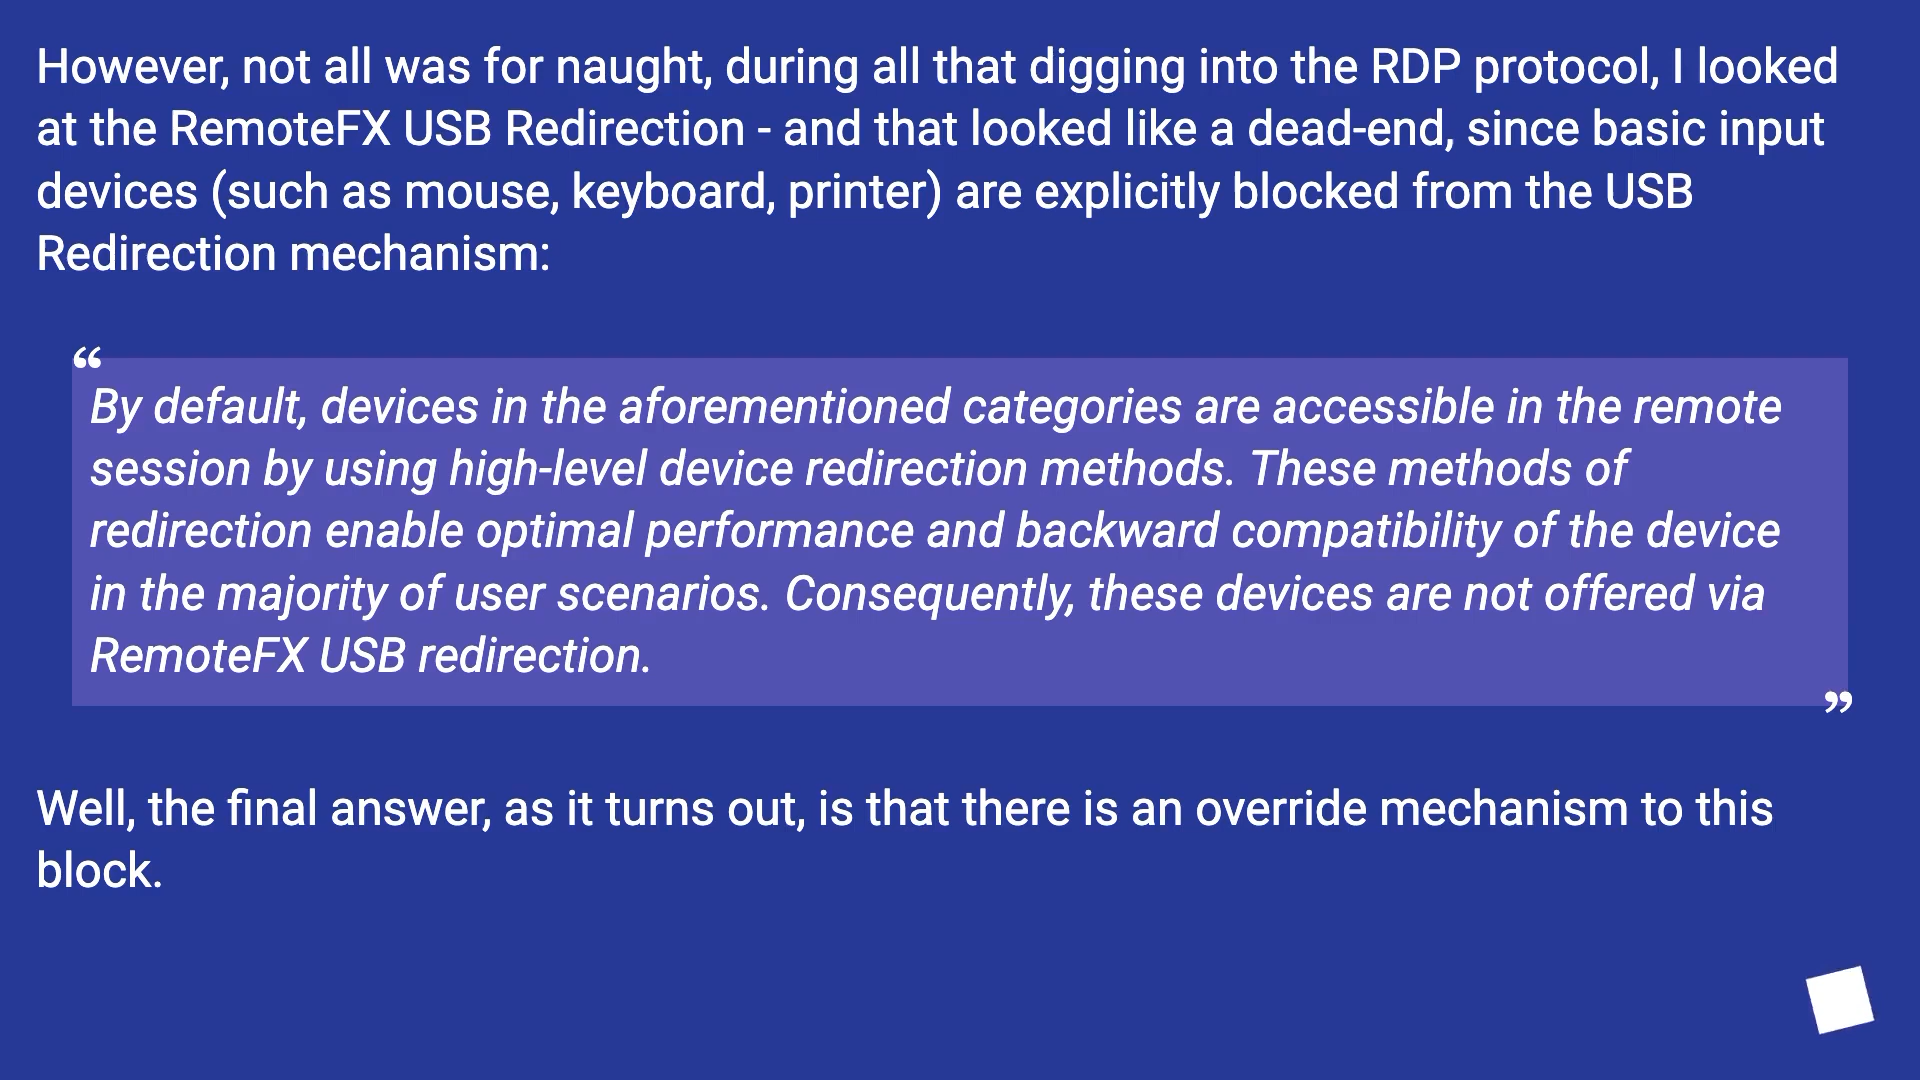 However, not all was for naught, during all that digging into the RDP protocol, I looked
at the RemoteFX USB Redirection - and that looked like a dead-end, since basic input
devices (such as mouse, keyboard, printer) are explicitly blocked from the USB
Redirection mechanism:
“
By default, devices in the aforementioned categories are accessible in the remote
session by using high-level device redirection methods. These methods of
redirection enable optimal performance and backward compatibility of the device
in the majority of user scenarios. Consequently, these devices are not offered via
RemoteFX USB redirection.
”
Well, the final answer, as it turns out, is that there is an override mechanism to this
block.